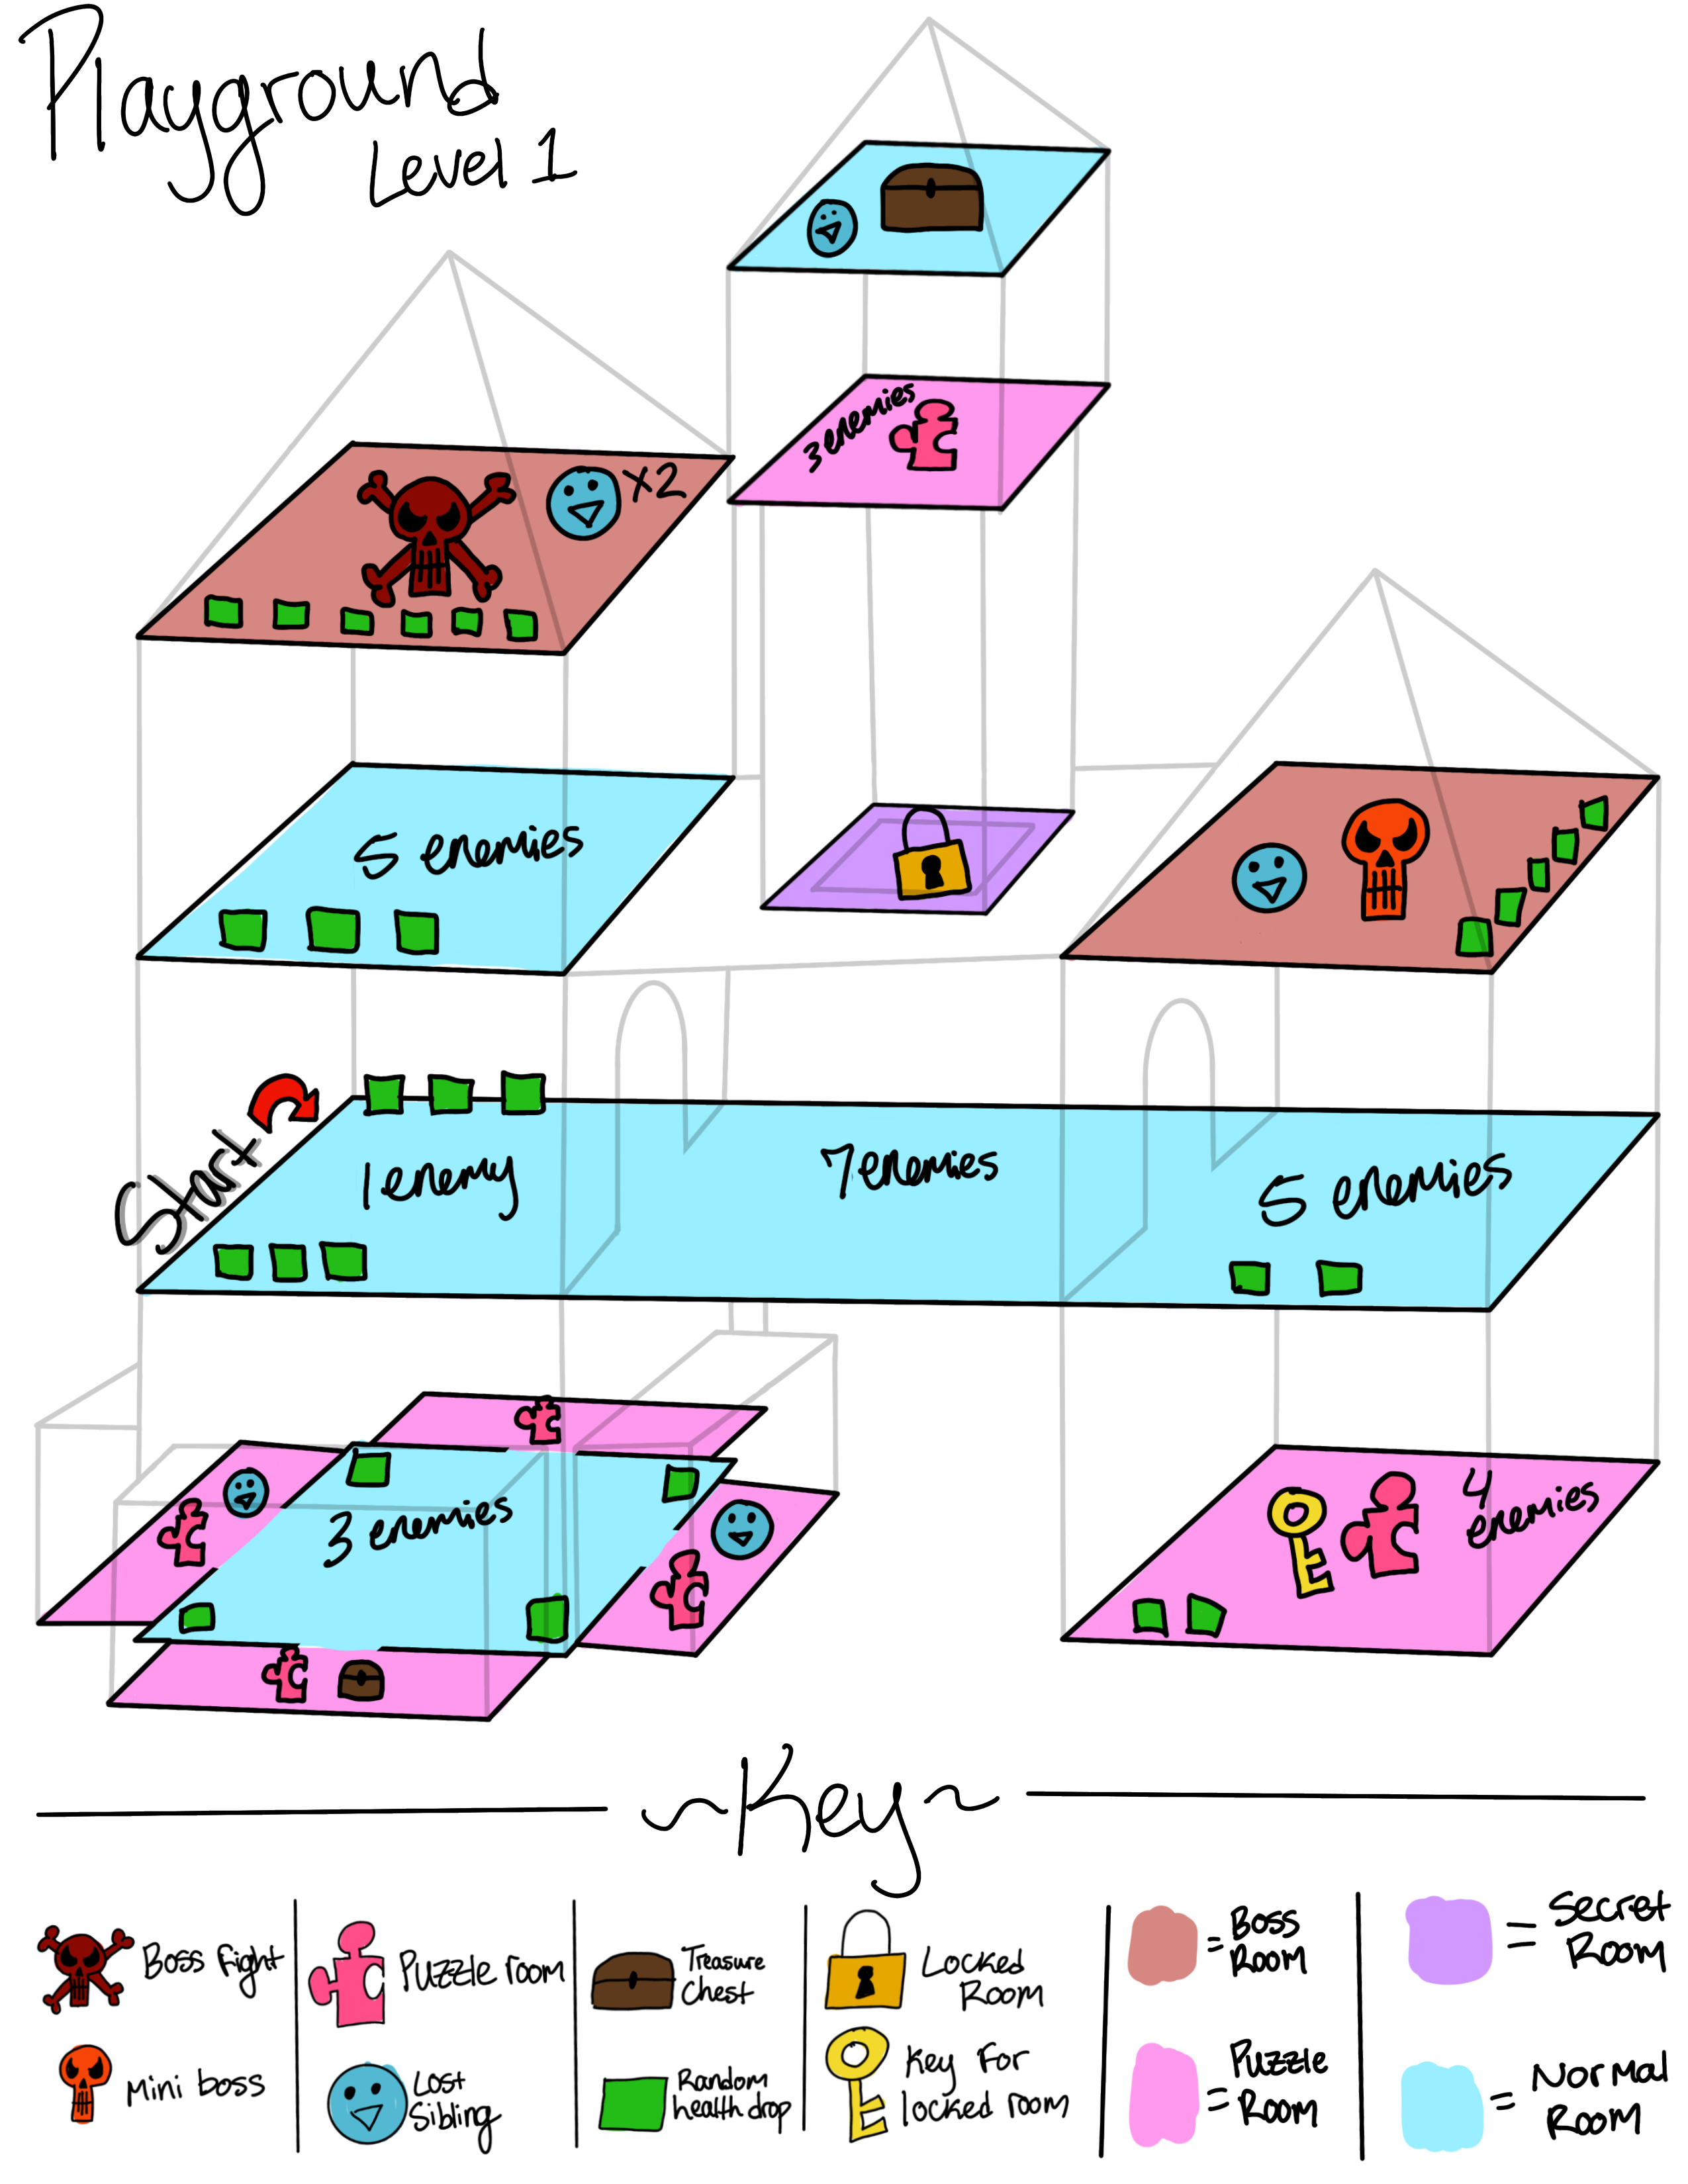 Playground
Level 1
3 enemies
x2
5 enemies
Start
1 enemy
7 enemies
5 enemies
3 enemies
4
enemies
~Key~
Boss fight
Puzzle room
Treasure
Chest
Locked
Room
= Boss
Room
= Secret
Room
Mini boss
Lost
Sibling
Random
health drop
Key for
locked room
= Puzzle
Room
= Normal
Room